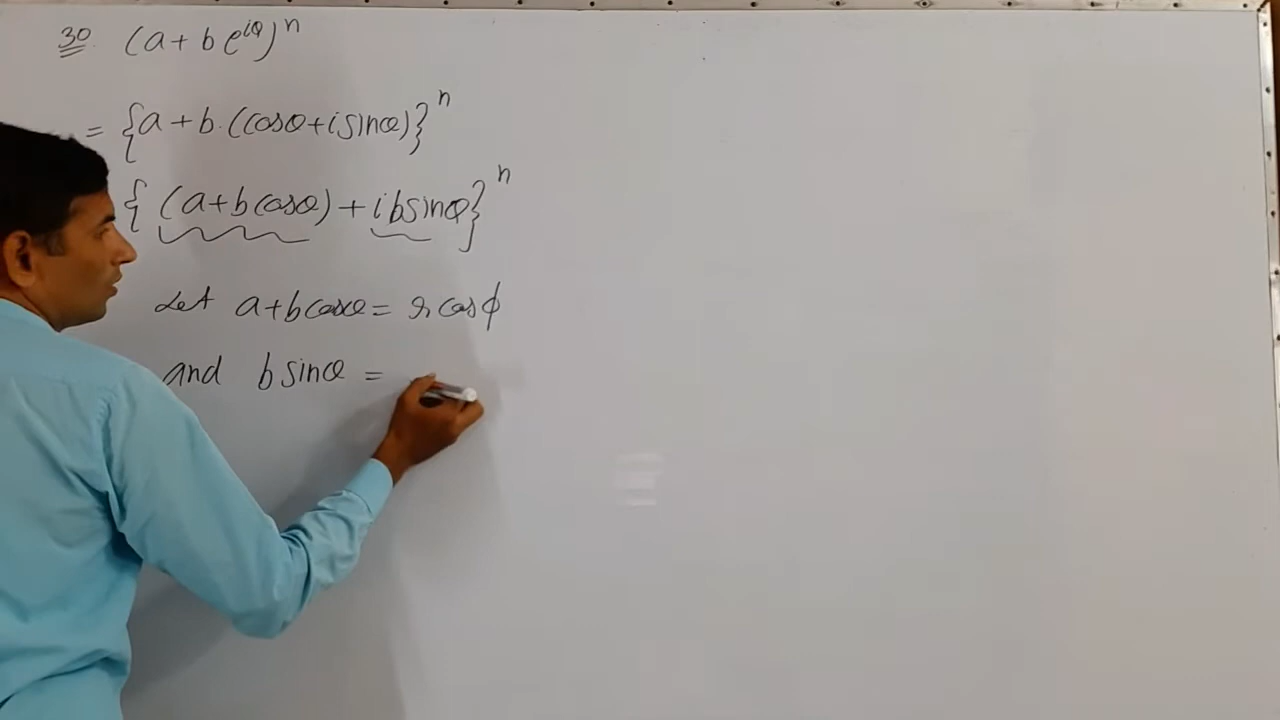 30. (a + b e^{iθ})^n
= {a + b.(cosθ + i sinθ)}^n
{(a + b cosθ) + i b sinθ}^n
Let a + b cosθ = r cosφ
and b sinθ =